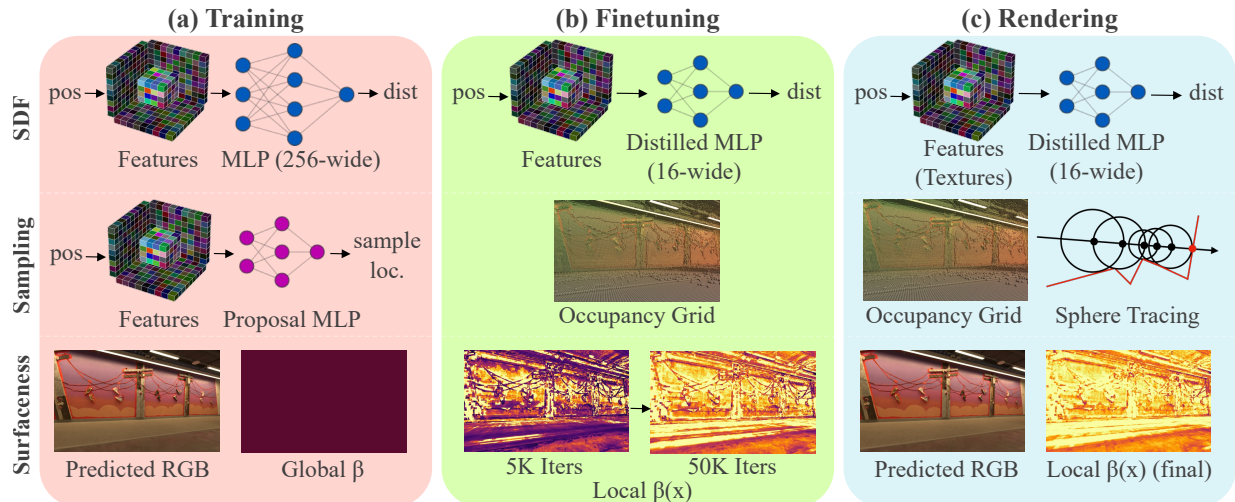 (a) Training
(b) Finetuning
(c) Rendering
SDF
pos
dist
Features
MLP (256-wide)
pos
dist
Features
Distilled MLP
(16-wide)
pos
dist
Features
(Textures)
Distilled MLP
(16-wide)
Sampling
pos
sample
loc.
Features
Proposal MLP
Occupancy Grid
Occupancy Grid
Sphere Tracing
Surfaceness
Predicted RGB
Global β
5K Iters
50K Iters
Local β(x)
Predicted RGB
Local β(x) (final)